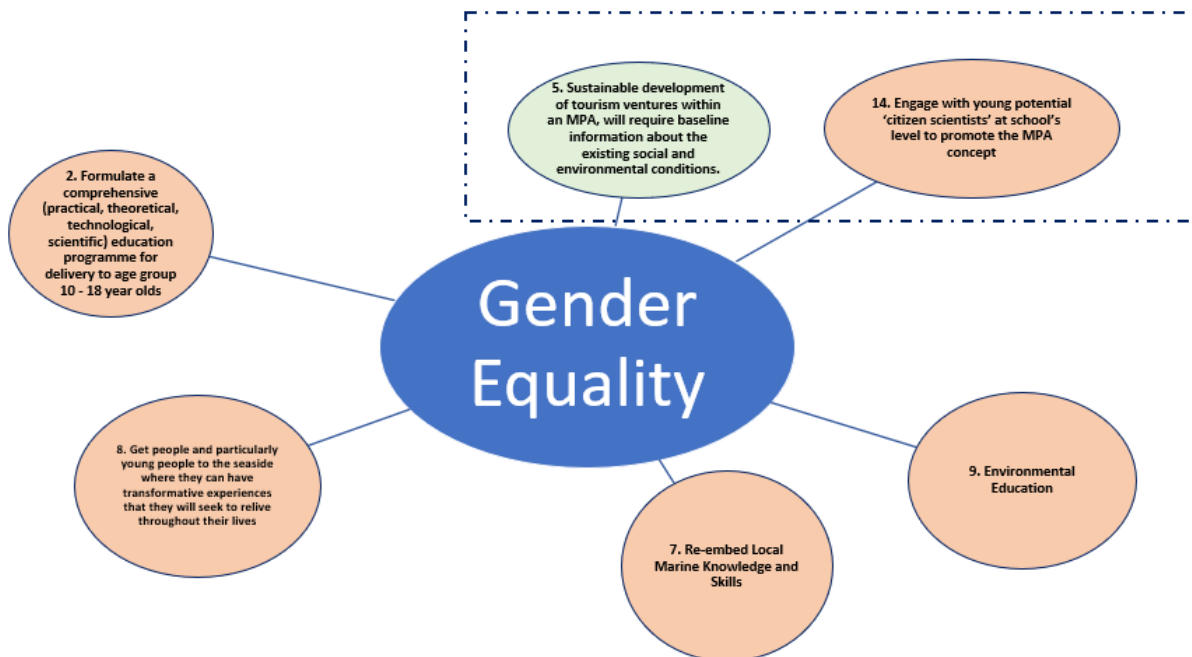 5. Sustainable development
of tourism ventures within
an MPA, will require baseline
information about the
existing social and
environmental conditions.
14. Engage with young potential
‘citizen scientists’ at school’s
level to promote the MPA
concept
2. Formulate a
comprehensive
(practical, theoretical,
technological,
scientific) education
programme for
delivery to age group
10 - 18 year olds
Gender
Equality
8. Get people and particularly
young people to the seaside
where they can have
transformative experiences
that they will seek to relive
throughout their lives
9. Environmental
Education
7. Re-embed Local
Marine Knowledge and
Skills